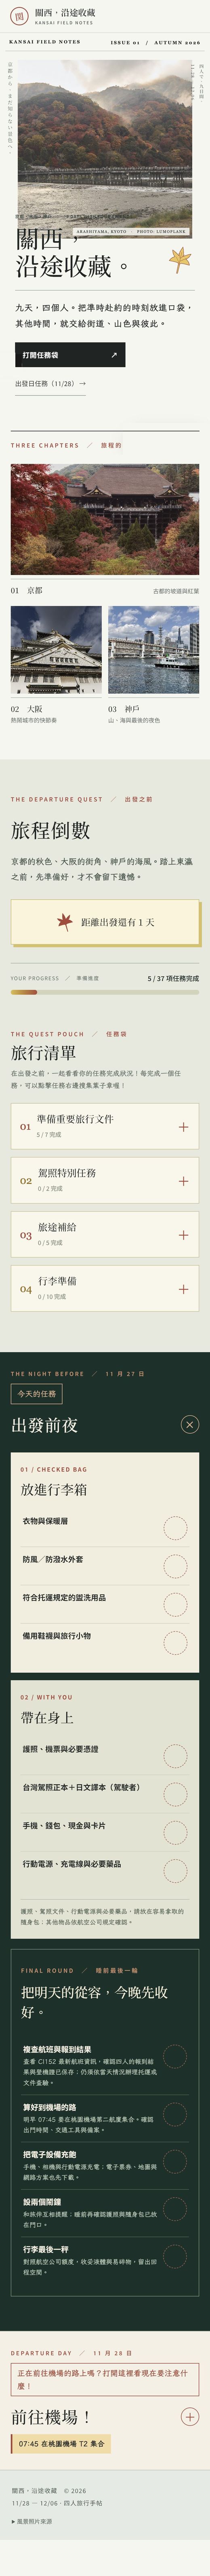 関
關西，沿途收藏
KANSAI FIELD NOTES
KANSAI FIELD NOTES
ISSUE 01 / AUTUMN 2026
京都から、まだ知らない景色へ。
四人で、九日間
ARASHIYAMA, KYOTO
PHOTO: LUMOPLANK
關西，
沿途收藏。
九天，四個人。把準時赴約的時刻放進口袋，
其他時間，就交給街道、山色與彼此。
打開任務袋 ↗
出發日任務（11/28） →
THREE CHAPTERS ／ 旅程的
01 京都
古都的坡道與紅葉
02 大阪
熱鬧城市的快節奏
03 神戶
山、海與最後的夜色
THE DEPARTURE QUEST ／ 出發之前
旅程倒數
京都的秋色、大阪的街角、神戶的海風。踏上東瀛
之前，先準備好，才不會留下遺憾。
距離出發還有 1 天
YOUR PROGRESS ／ 準備進度
5 / 37 項任務完成
THE QUEST POUCH ／ 任務袋
旅行清單
在出發之前，一起看看你的任務完成狀況！每完成一個任
務，可以點擊任務右邊搜集葉子章喔！
01 準備重要旅行文件
5 / 7 完成
02 駕照特別任務
0 / 2 完成
03 旅途補給
0 / 5 完成
04 行李準備
0 / 10 完成
THE NIGHT BEFORE ／ 11 月 27 日
今天的任務
出發前夜
01 / CHECKED BAG
放進行李箱
衣物與保暖層
防風／防潑水外套
符合托運規定的盥洗用品
備用鞋襪與旅行小物
02 / WITH YOU
帶在身上
護照、機票與必要憑證
台灣駕照正本＋日文譯本（駕駛者）
手機、錢包、現金與卡片
行動電源、充電線與必要藥品
護照、駕照文件、行動電源與必要藥品，請放在容易拿取的
隨身包；其他物品依航空公司規定確認。
FINAL ROUND ／ 睡前最後一輪
把明天的從容，今晚先收
好。
複查航班與報到結果
查看 CI152 最新航班資訊，確認四人的報到結
果與登機證已保存；仍須依當天情況辦理托運或
文件查驗。
算好到機場的路
明早 07:45 要在桃園機場第二航廈集合。確認
出門時間、交通工具與備案。
把電子設備充飽
手機、相機與行動電源充電；電子票券、地圖與
網路方案也先下載。
設兩個鬧鐘
和旅伴互相提醒；睡前再確認護照與隨身包已放
在門口。
行李最後一秤
對照航空公司額度，收妥液體與易碎物，留出回
程空間。
DEPARTURE DAY ／ 11 月 28 日
正在前往機場的路上嗎？打開這裡看現在要注意什
麼！
前往機場！
07:45 在桃園機場 T2 集合
關西・沿途收藏 © 2026
11/28 — 12/06 · 四人旅行手帖
▶ 風景照片來源